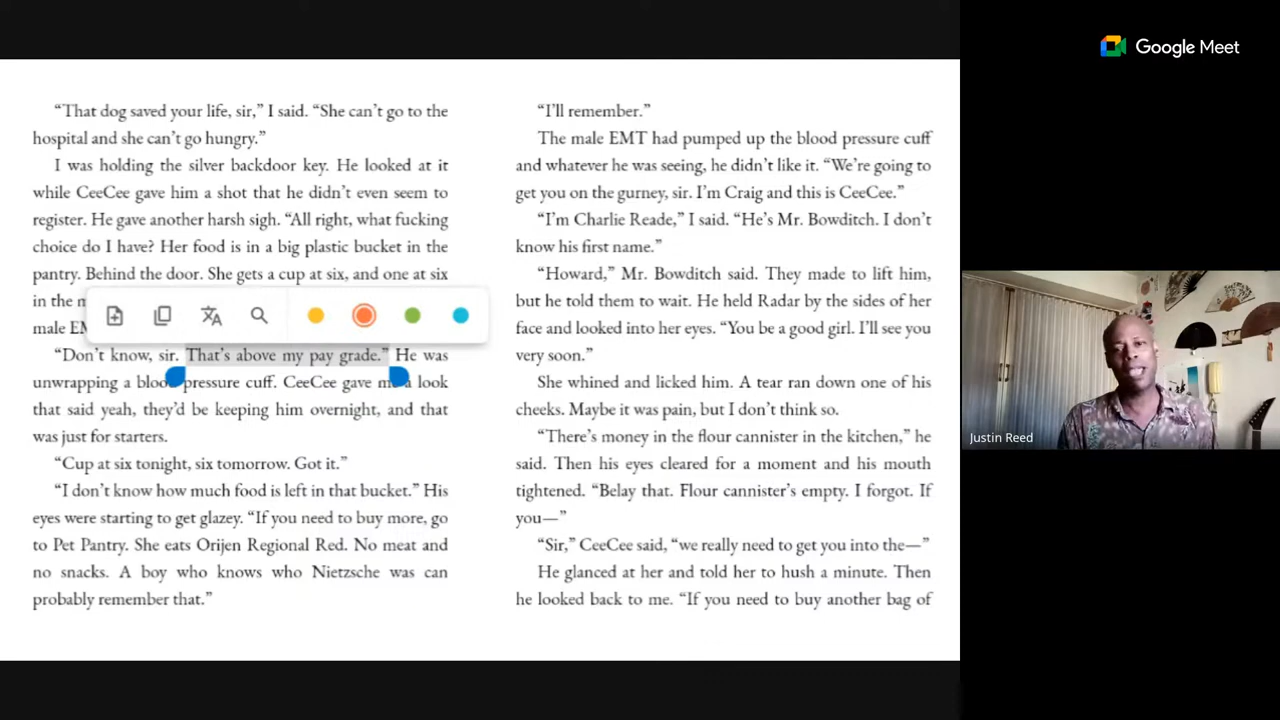 “That dog saved your life, sir,” I said. “She can’t go to the
hospital and she can’t go hungry.”
I was holding the silver backdoor key. He looked at it
while CeeCee gave him a shot that he didn’t even seem to
register. He gave another harsh sigh. “All right, what fucking
choice do I have? Her food is in a big plastic bucket in the
pantry. Behind the door. She gets a cup at six, and one at six
in the
male
“Don’t know, sir. That’s above my pay grade.” He was
unwrapping a blood pressure cuff. CeeCee gave me a look
that said yeah, they’d be keeping him overnight, and that
was just for starters.
“Cup at six tonight, six tomorrow. Got it.”
“I don’t know how much food is left in that bucket.” His
eyes were starting to get glazey. “If you need to buy more, go
to Pet Pantry. She eats Orijen Regional Red. No meat and
no snacks. A boy who knows who Nietzsche was can
probably remember that.”
“I’ll remember.”
The male EMT had pumped up the blood pressure cuff
and whatever he was seeing, he didn’t like it. “We’re going to
get you on the gurney, sir. I’m Craig and this is CeeCee.”
“I’m Charlie Reade,” I said. “He’s Mr. Bowditch. I don’t
know his first name.”
“Howard,” Mr. Bowditch said. They made to lift him,
but he told them to wait. He held Radar by the sides of her
face and looked into her eyes. “You be a good girl. I’ll see you
very soon.”
She whined and licked him. A tear ran down one of his
cheeks. Maybe it was pain, but I don’t think so.
“There’s money in the flour cannister in the kitchen,” he
said. Then his eyes cleared for a moment and his mouth
tightened. “Belay that. Flour cannister’s empty. I forgot. If
you—”
“Sir,” CeeCee said, “we really need to get you into the—”
He glanced at her and told her to hush a minute. Then
he looked back to me. “If you need to buy another bag of
Google Meet
Justin Reed